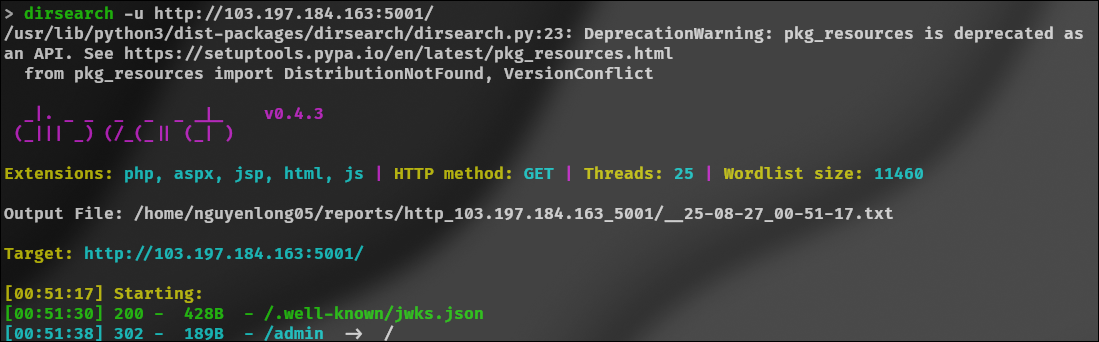 > dirsearch -u http://103.197.184.163:5001/
/usr/lib/python3/dist-packages/dirsearch/dirsearch.py:23: DeprecationWarning: pkg_resources is deprecated as
an API. See https://setuptools.pypa.io/en/latest/pkg_resources.html
  from pkg_resources import DistributionNotFound, VersionConflict
  _|. _ _  _  _  _ _|_    v0.4.3
 (_||| _) (/_(_|| (_| )
Extensions: php, aspx, jsp, html, js | HTTP method: GET | Threads: 25 | Wordlist size: 11460
Output File: /home/nguyenlong05/reports/http_103.197.184.163_5001/__25-08-27_00-51-17.txt
Target: http://103.197.184.163:5001/
[00:51:17] Starting:
[00:51:30] 200 -  428B  - /.well-known/jwks.json
[00:51:38] 302 -  189B  - /admin  ->  /